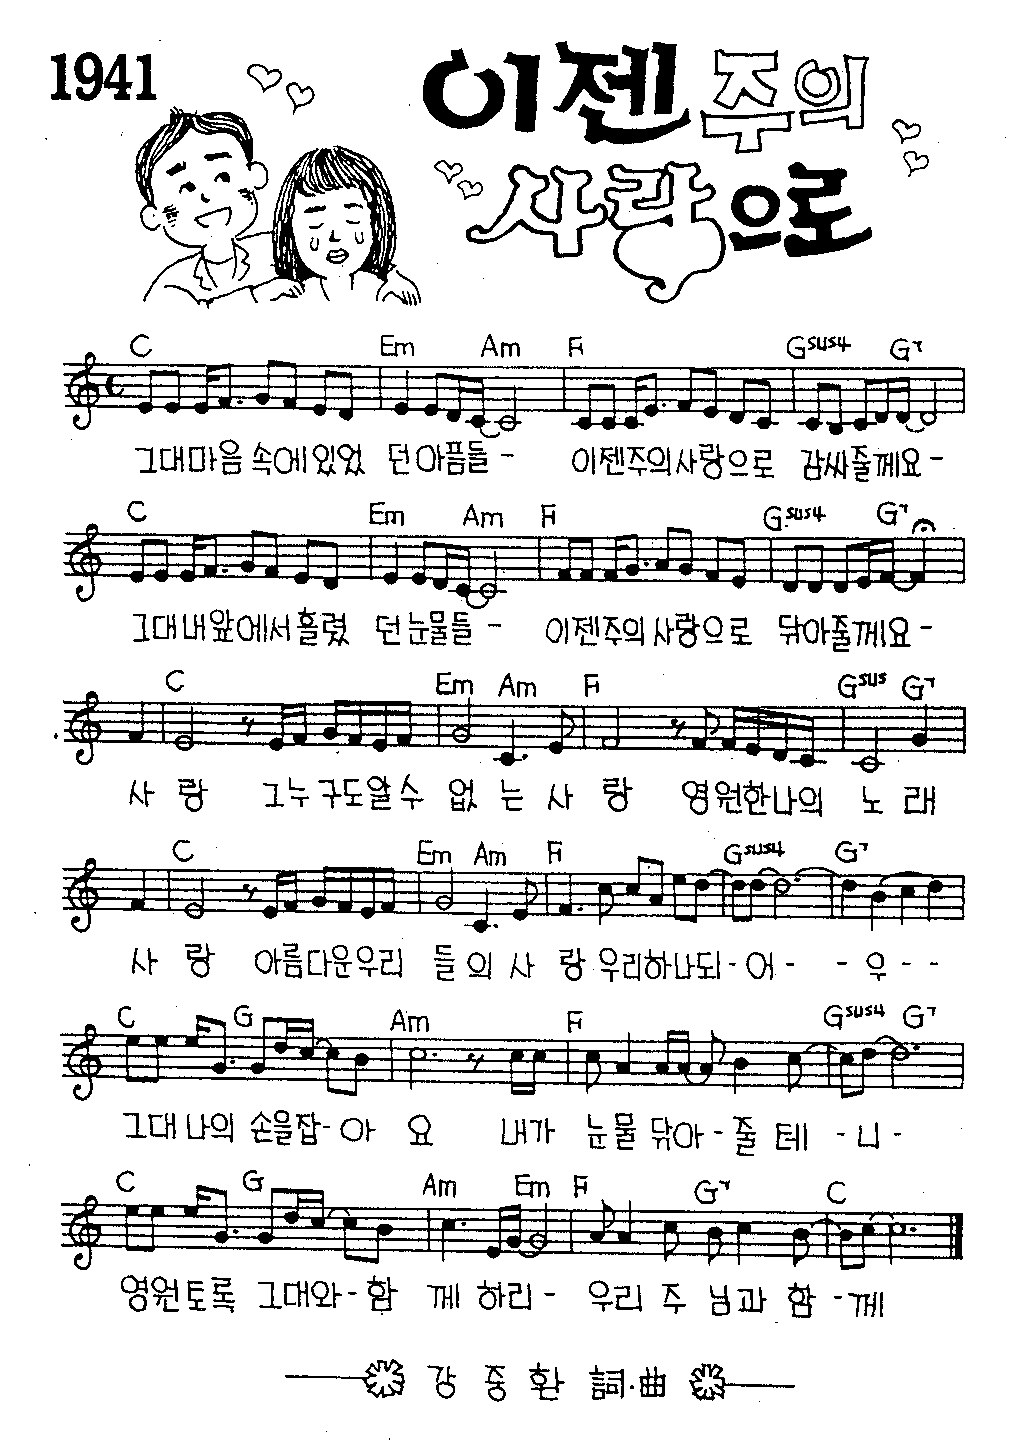 1941
이젠 주의
사랑으로
C Em Am F Gsus4 G7
그대마음 속에있었 던아픔들 - 이젠주의사랑으로 감싸줄께요 -
C Em Am F Gsus4 G7
그대내앞에서흘렸 던눈물들 - 이젠주의사랑으로 닦아줄께요 -
C Em Am F Gsus G7
사 랑 그누구도알수 없 는 사 랑 영원한나의 노 래
C Em Am F Gsus4 G7
사 랑 아름다운우리 들 의 사 랑 우리하나되 - 어 - - 우 - -
C G Am F Gsus4 G7
그대나의 손을잡 - 아 요 내가 눈물 닦아 - 줄 테 - 니 -
C G Am Em F G7 C
영원토록 그대와 - 함 께 하리 - 우리 주 님과 함 - 께
강 중 환 詞·曲